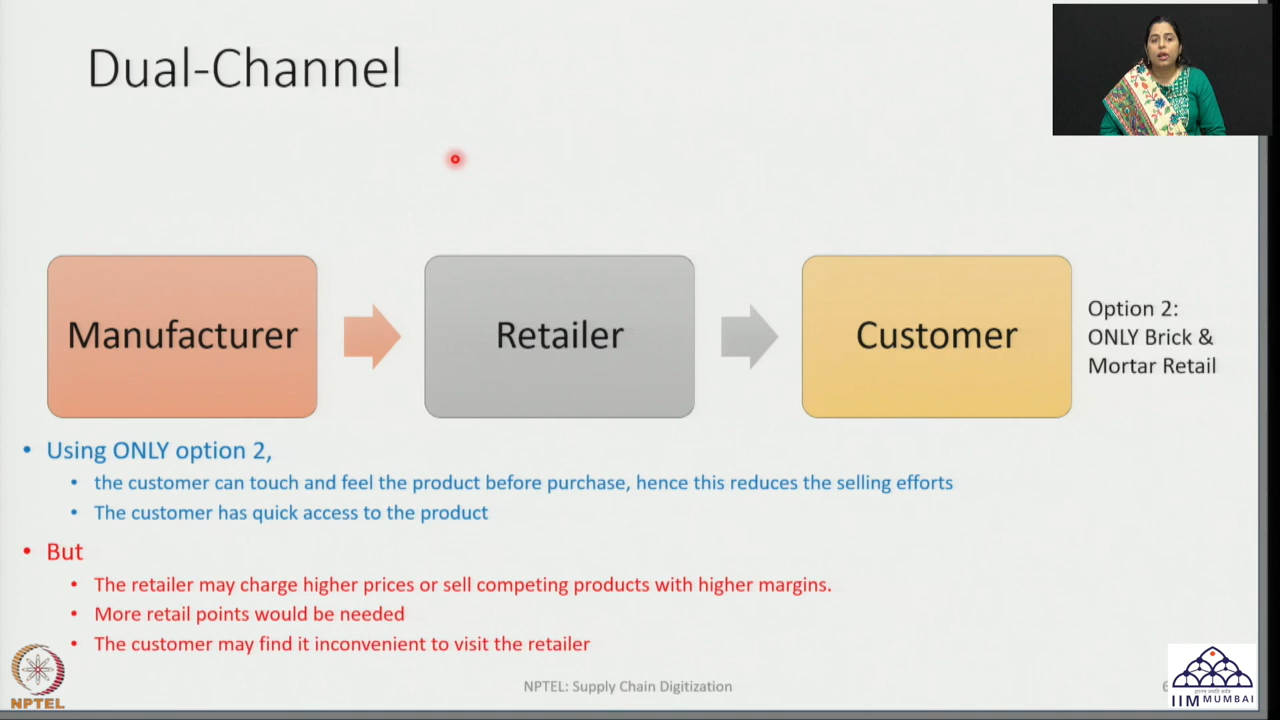 Dual-Channel
Manufacturer
Retailer
Customer
Option 2:
ONLY Brick &
Mortar Retail
• Using ONLY option 2,
• the customer can touch and feel the product before purchase, hence this reduces the selling efforts
• The customer has quick access to the product
• But
• The retailer may charge higher prices or sell competing products with higher margins.
• More retail points would be needed
• The customer may find it inconvenient to visit the retailer
NPTEL
NPTEL: Supply Chain Digitization
IIM MUMBAI